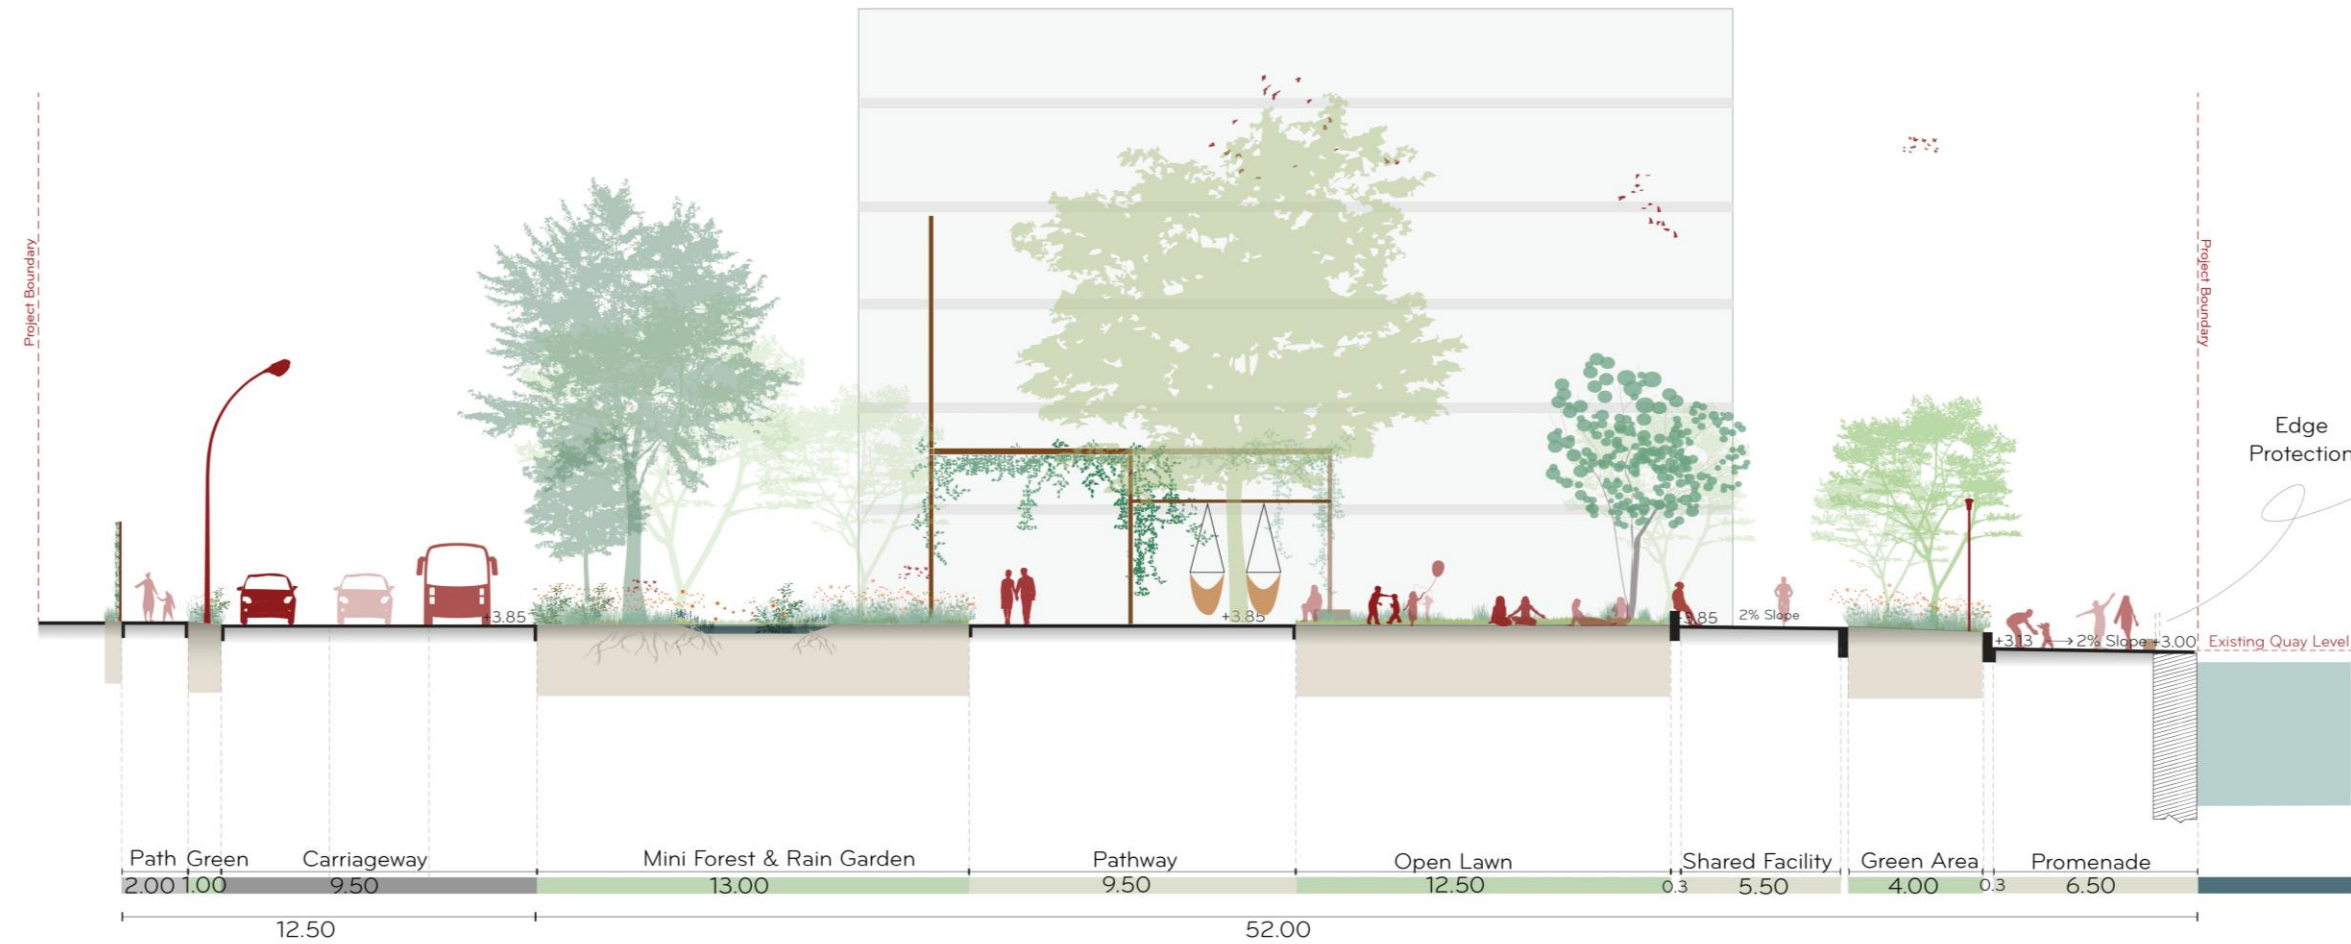 Project Boundary
Project Boundary
Edge
Protection
+3.85
+3.85
+3.85
2% Slope
+3.13
2% Slope
+3.00
Existing Quay Level
Path
Green
Carriageway
Mini Forest & Rain Garden
Pathway
Open Lawn
Shared Facility
Green Area
Promenade
2.00
1.00
9.50
13.00
9.50
12.50
0.3
5.50
4.00
0.3
6.50
12.50
52.00